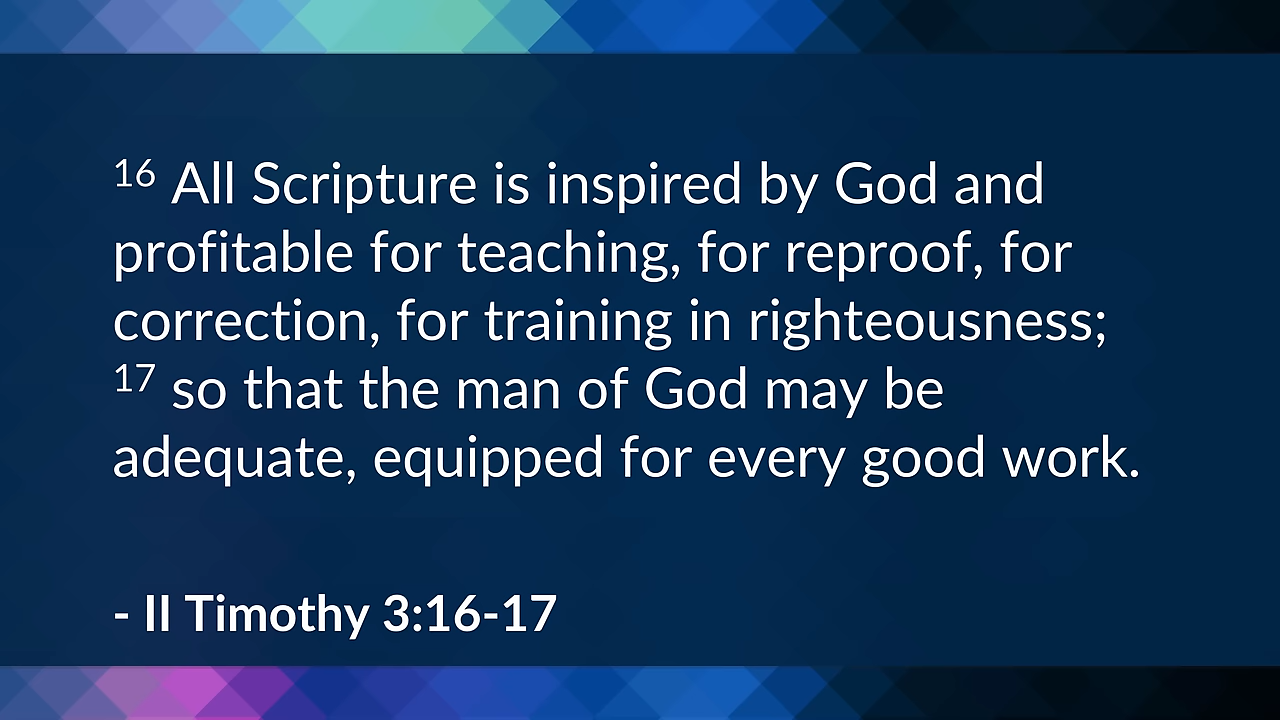 16 All Scripture is inspired by God and
profitable for teaching, for reproof, for
correction, for training in righteousness;
17 so that the man of God may be
adequate, equipped for every good work.
- II Timothy 3:16-17